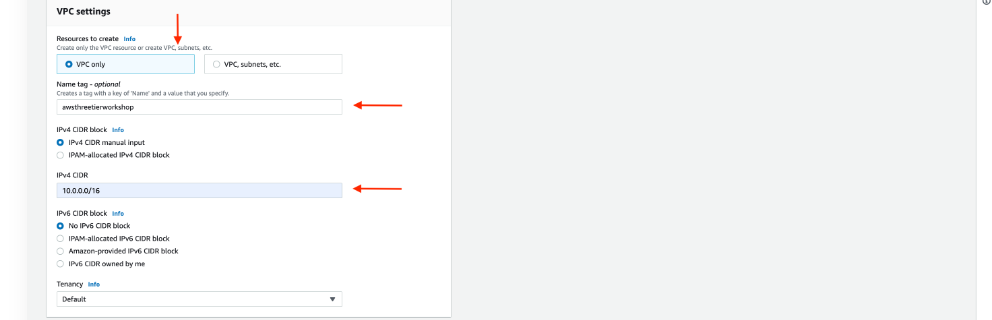 VPC settings
Resources to create Info
Create only the VPC resource or create VPC, subnets, etc.
VPC only
VPC, subnets, etc.
Name tag - optional
Creates a tag with a key of 'Name' and a value that you specify.
awsthreetierworkshop
IPv4 CIDR block Info
IPv4 CIDR manual input
IPAM-allocated IPv4 CIDR block
IPv4 CIDR
10.0.0.0/16
IPv6 CIDR block Info
No IPv6 CIDR block
IPAM-allocated IPv6 CIDR block
Amazon-provided IPv6 CIDR block
IPv6 CIDR owned by me
Tenancy Info
Default